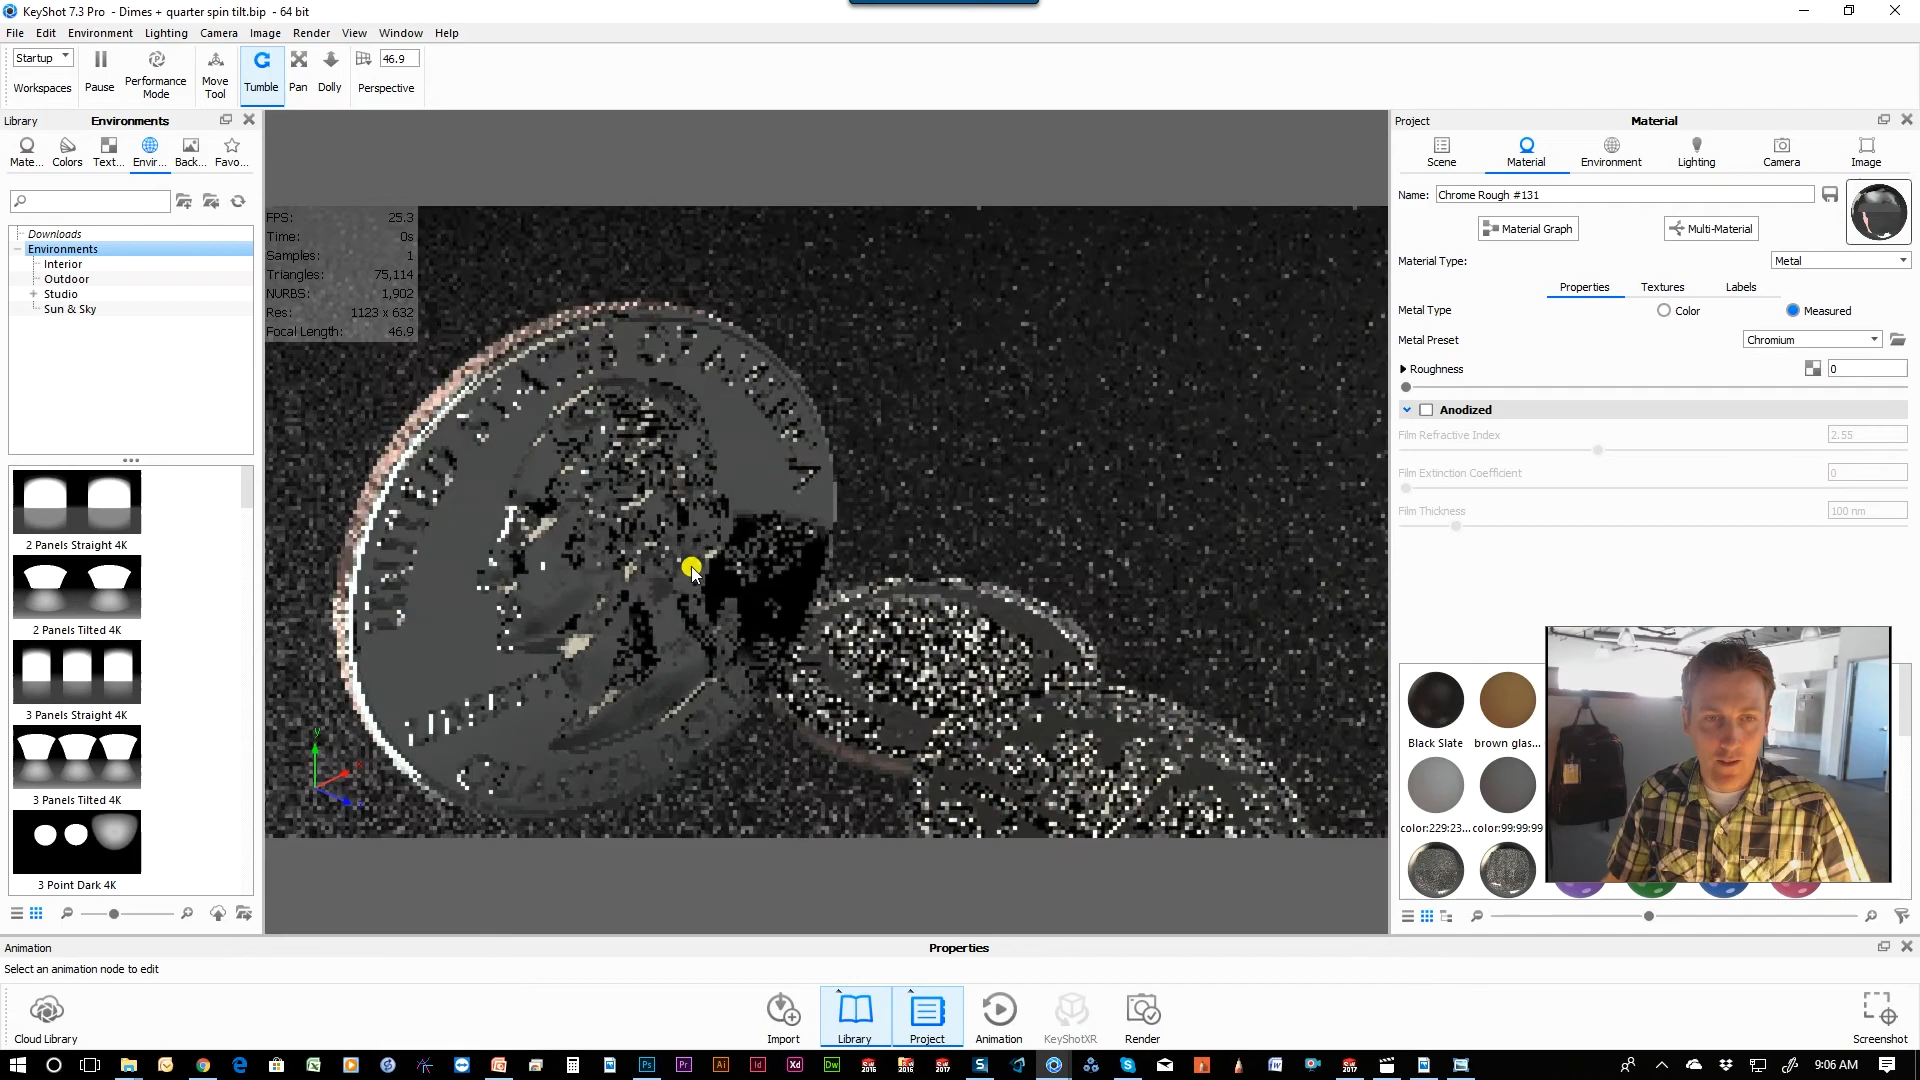 KeyShot 7.3 Pro - Dimes + quarter spin tilt.bip - 64 bit
File Edit Environment Lighting Camera Image Render View Window Help
Startup
Workspaces
Pause
Performance Mode
Move Tool
Tumble
Pan
Dolly
46.9
Perspective
Library
Environments
Mate... Colors Text... Envir... Back... Favo...
Downloads
Environments
Interior
Outdoor
Studio
Sun & Sky
2 Panels Straight 4K
2 Panels Tilted 4K
3 Panels Straight 4K
3 Panels Tilted 4K
3 Point Dark 4K
FPS: 25.3
Time: 0s
Samples: 1
Triangles: 75,114
NURBS: 1,902
Res: 1123 x 632
Focal Length: 46.9
Project
Material
Scene Material Environment Lighting Camera Image
Name: Chrome Rough #131
Material Graph
Multi-Material
Material Type: Metal
Properties Textures Labels
Metal Type Color Measured
Metal Preset Chromium
Roughness 0
Anodized
Film Refractive Index 2.55
Film Extinction Coefficient 0
Film Thickness 100 nm
Black Slate
brown glas...
color:229:23...
color:99:99:99
Animation
Properties
Select an animation node to edit
Cloud Library
Import
Library
Project
Animation
KeyShotXR
Render
Screenshot
9:06 AM